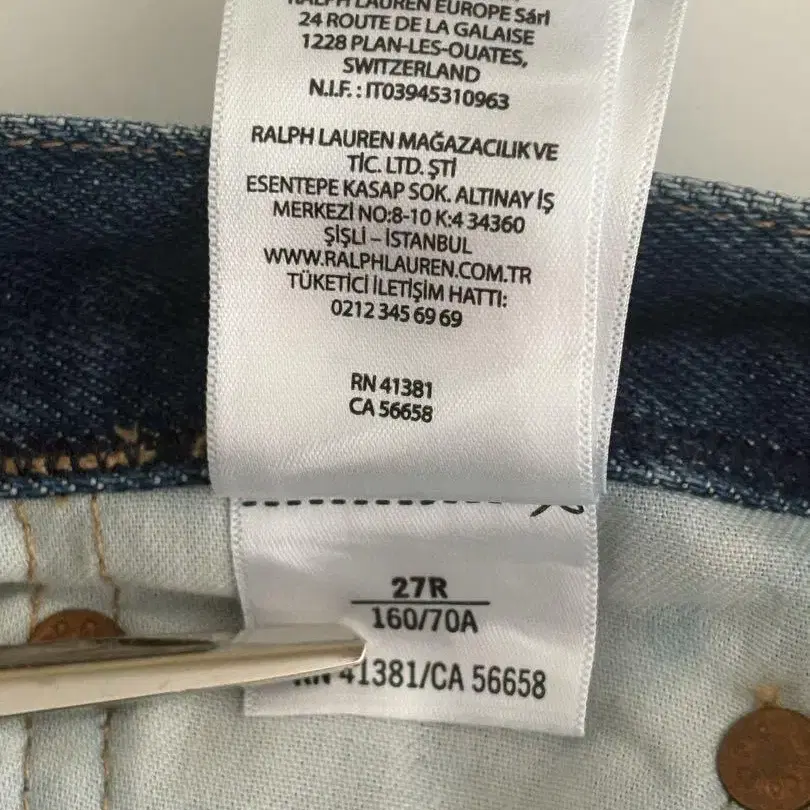 RALPH LAUREN EUROPE Sárl
24 ROUTE DE LA GALAISE
1228 PLAN-LES-OUATES,
SWITZERLAND
N.I.F. : IT03945310963
RALPH LAUREN MAĞAZACILIK VE
TİC. LTD. ŞTİ
ESENTEPE KASAP SOK. ALTINAY İŞ
MERKEZİ NO:8-10 K:4 34360
ŞİŞLİ – İSTANBUL
WWW.RALPHLAUREN.COM.TR
TÜKETİCİ İLETİŞİM HATTI:
0212 345 69 69
RN 41381
CA 56658
27R
160/70A
RN 41381/CA 56658